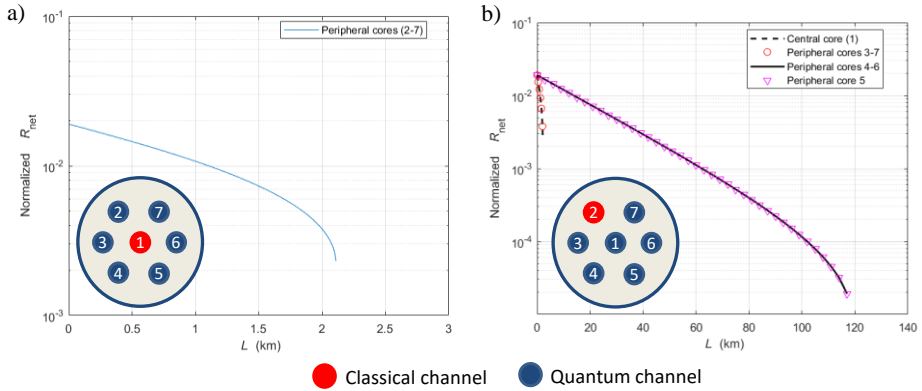 a)
10^-1
10^-2
10^-3
Normalized R_net
0
0.5
1
1.5
2
2.5
3
L (km)
Peripheral cores (2-7)
2
7
3
1
6
4
5
b)
10^-1
10^-2
10^-3
10^-4
Normalized R_net
0
20
40
60
80
100
120
140
L (km)
Central core (1)
Peripheral cores 3-7
Peripheral cores 4-6
Peripheral core 5
2
7
3
1
6
4
5
Classical channel
Quantum channel